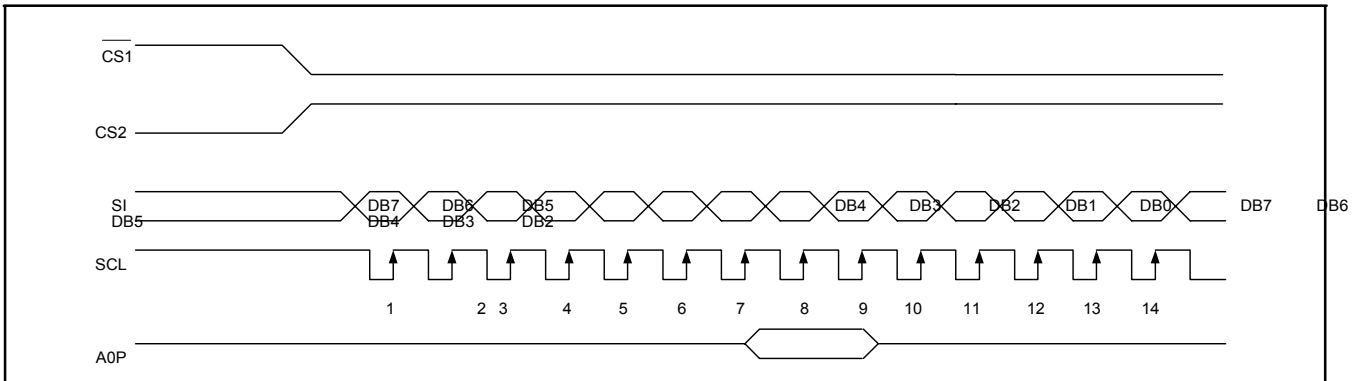 CS1
CS2
SI DB7 DB6 DB5 DB4 DB3 DB2 DB1 DB0 DB7 DB6
DB5 DB4 DB3 DB2
SCL
1 2 3 4 5 6 7 8 9 10 11 12 13 14
A0P